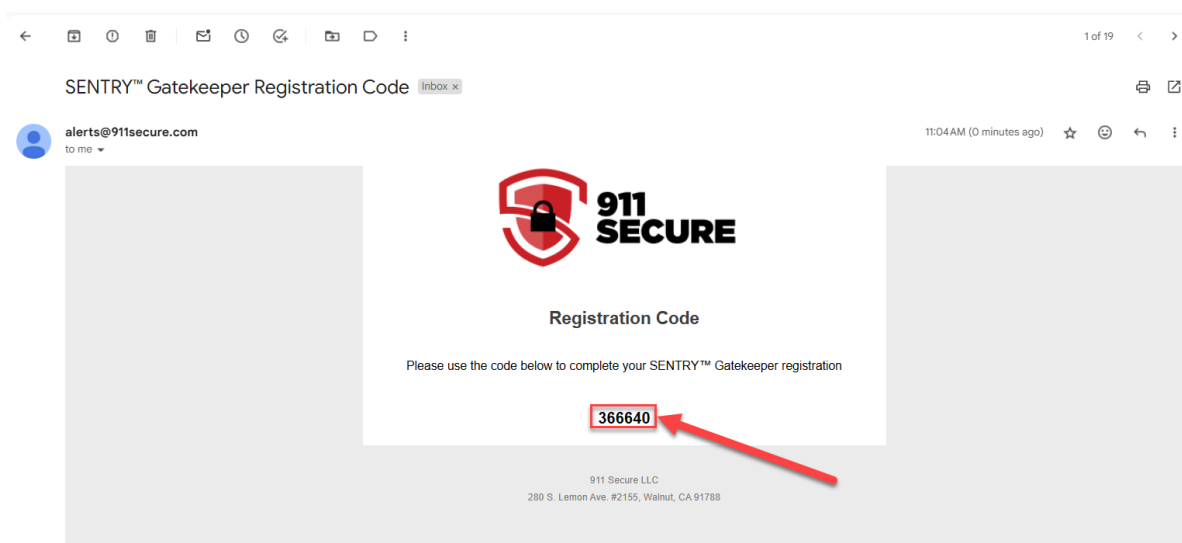 1 of 19
SENTRY™ Gatekeeper Registration Code Inbox ×
alerts@911secure.com
11:04 AM (0 minutes ago)
to me
911
SECURE
Registration Code
Please use the code below to complete your SENTRY™ Gatekeeper registration
366640
911 Secure LLC
280 S. Lemon Ave. #2155, Walnut, CA 91788